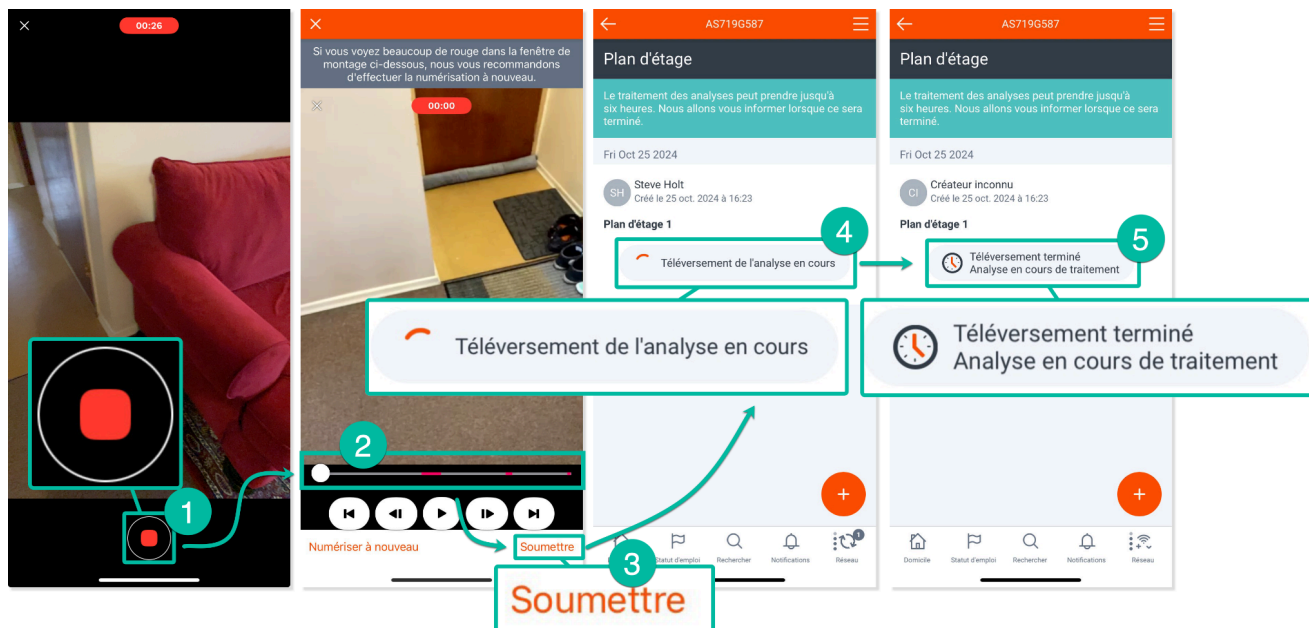 00:26
1
Si vous voyez beaucoup de rouge dans la fenêtre de
montage ci-dessous, nous vous recommandons
d'effectuer la numérisation à nouveau.
00:00
2
Numériser à nouveau
Soumettre
3
Soumettre
AS719G587
Plan d'étage
Le traitement des analyses peut prendre jusqu'à
six heures. Nous allons vous informer lorsque ce sera
terminé.
Fri Oct 25 2024
SH
Steve Holt
Créé le 25 oct. 2024 à 16:23
Plan d'étage 1
4
Téléversement de l'analyse en cours
Téléversement de l'analyse en cours
+
Statut d'emploi
Rechercher
Notifications
1
Réseau
AS719G587
Plan d'étage
Le traitement des analyses peut prendre jusqu'à
six heures. Nous allons vous informer lorsque ce sera
terminé.
Fri Oct 25 2024
CI
Créateur inconnu
Créé le 25 oct. 2024 à 16:23
Plan d'étage 1
5
Téléversement terminé
Analyse en cours de traitement
Téléversement terminé
Analyse en cours de traitement
+
Domicile
Statut d'emploi
Rechercher
Notifications
Réseau